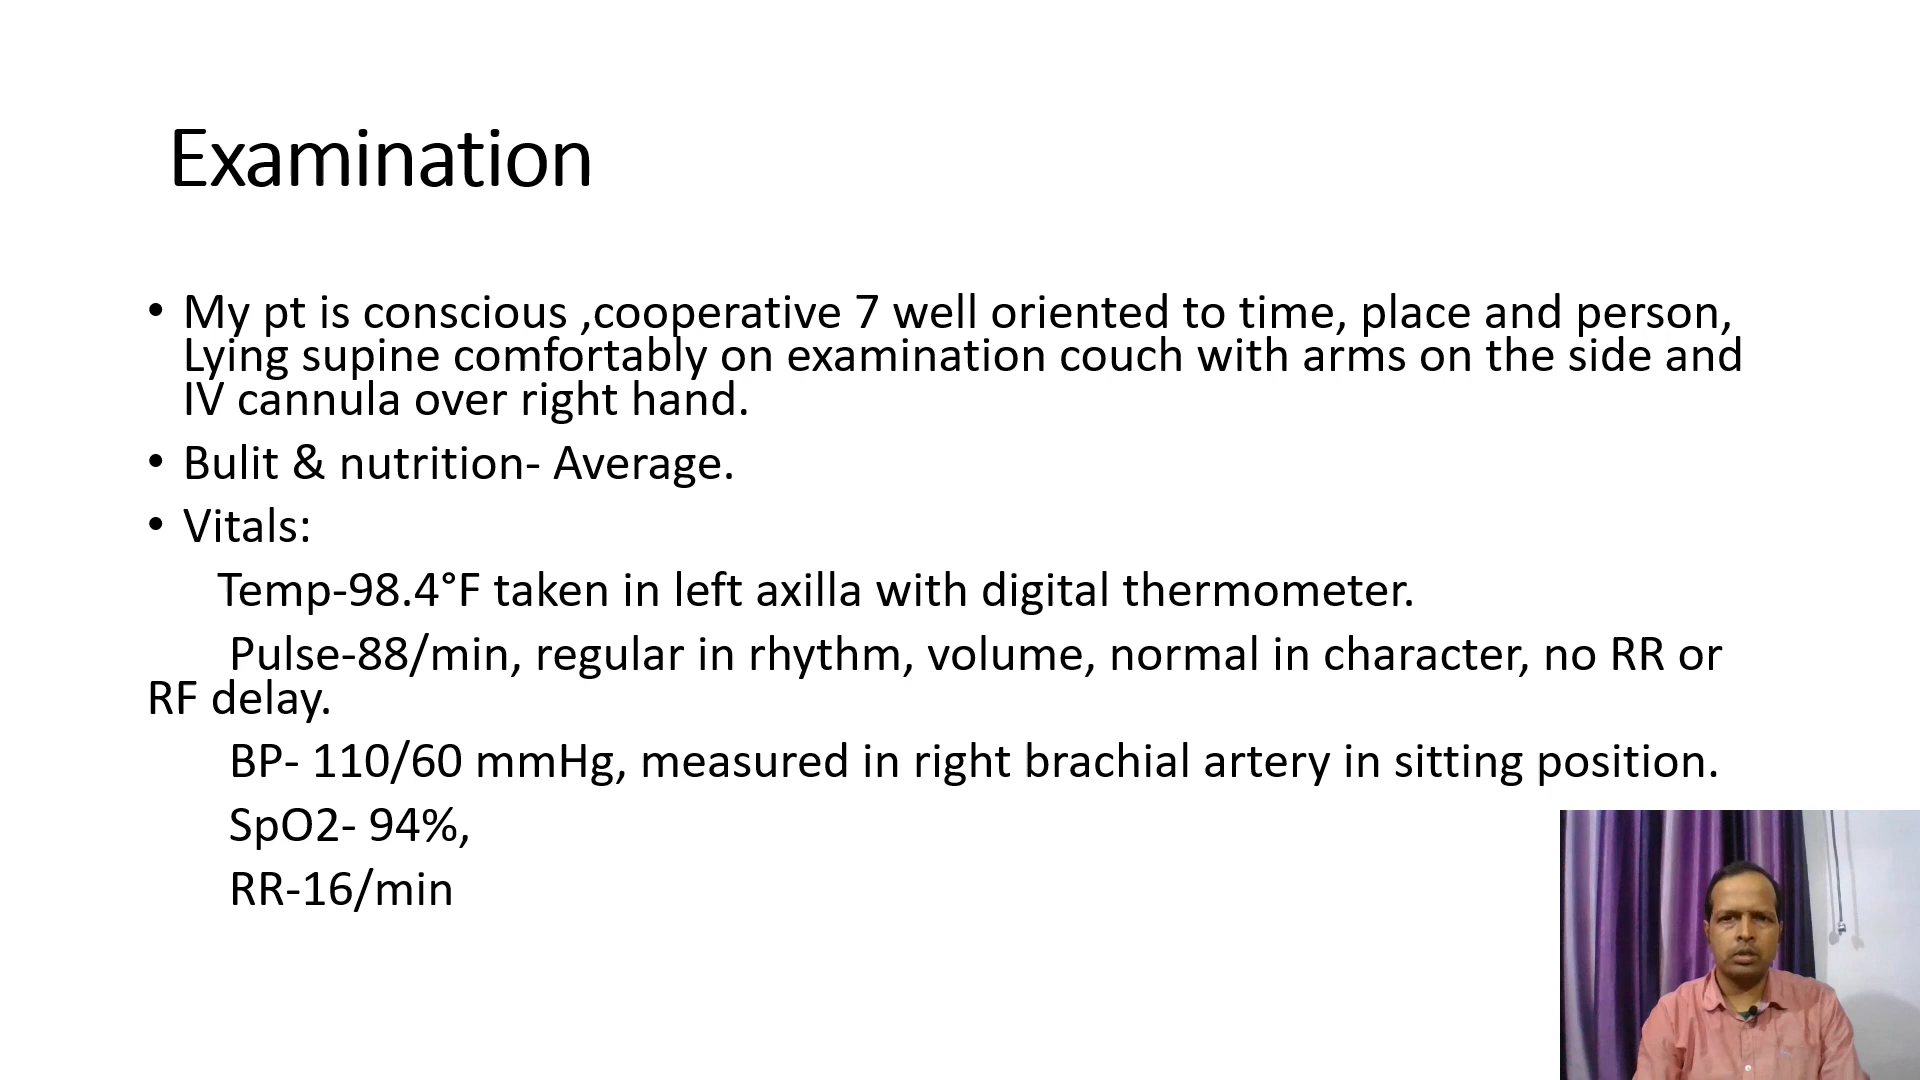 Examination
• My pt is conscious ,cooperative 7 well oriented to time, place and person,
Lying supine comfortably on examination couch with arms on the side and
IV cannula over right hand.
• Bulit & nutrition- Average.
• Vitals:
Temp-98.4°F taken in left axilla with digital thermometer.
Pulse-88/min, regular in rhythm, volume, normal in character, no RR or
RF delay.
BP- 110/60 mmHg, measured in right brachial artery in sitting position.
SpO2- 94%,
RR-16/min